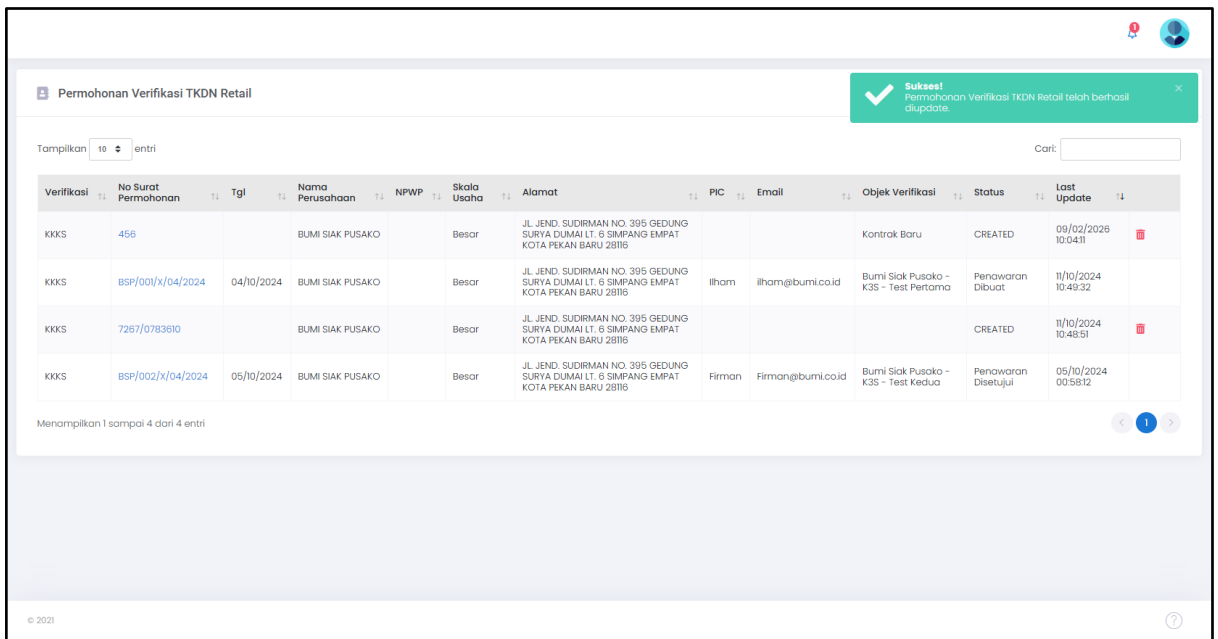 1
Permohonan Verifikasi TKDN Retail
Sukses!
Permohonan Verifikasi TKDN Retail telah berhasil
diupdate.
×
Tampilkan 10 entri
Cari:
Verifikasi No Surat Permohonan Tgl Nama Perusahaan NPWP Skala Usaha Alamat PIC Email Objek Verifikasi Status Last Update
KKKS 456 BUMI SIAK PUSAKO Besar JL. JEND. SUDIRMAN NO. 395 GEDUNG SURYA DUMAI LT. 6 SIMPANG EMPAT KOTA PEKAN BARU 28116 Kontrak Baru CREATED 09/02/2026 10:04:11
KKKS BSP/001/X/04/2024 04/10/2024 BUMI SIAK PUSAKO Besar JL. JEND. SUDIRMAN NO. 395 GEDUNG SURYA DUMAI LT. 6 SIMPANG EMPAT KOTA PEKAN BARU 28116 Ilham ilham@bumi.co.id Bumi Siak Pusako - K3S - Test Pertama Penawaran Dibuat 11/10/2024 10:49:32
KKKS 7267/0783610 BUMI SIAK PUSAKO Besar JL. JEND. SUDIRMAN NO. 395 GEDUNG SURYA DUMAI LT. 6 SIMPANG EMPAT KOTA PEKAN BARU 28116 CREATED 11/10/2024 10:48:51
KKKS BSP/002/X/04/2024 05/10/2024 BUMI SIAK PUSAKO Besar JL. JEND. SUDIRMAN NO. 395 GEDUNG SURYA DUMAI LT. 6 SIMPANG EMPAT KOTA PEKAN BARU 28116 Firman Firman@bumi.co.id Bumi Siak Pusako - K3S - Test Kedua Penawaran Disetujui 05/10/2024 00:58:12
Menampilkan 1 sampai 4 dari 4 entri
< 1 >
© 2021
?